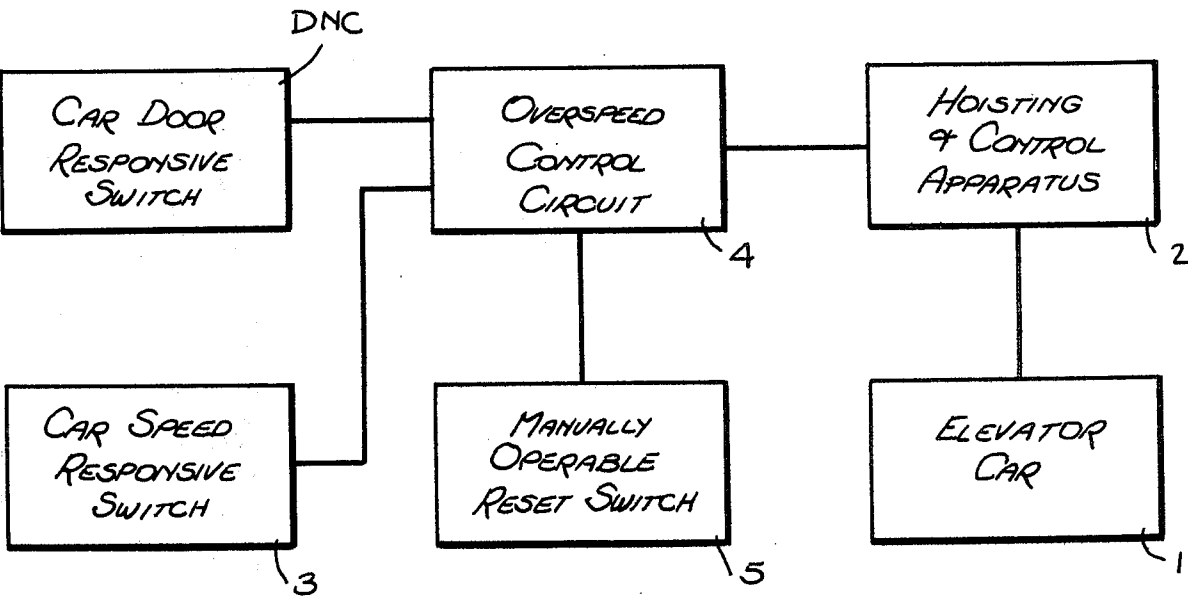 DNC
CAR DOOR
RESPONSIVE
SWITCH
OVERSPEED
CONTROL
CIRCUIT
4
HOISTING
& CONTROL
APPARATUS
2
CAR SPEED
RESPONSIVE
SWITCH
3
MANUALLY
OPERABLE
RESET SWITCH
5
ELEVATOR
CAR
1